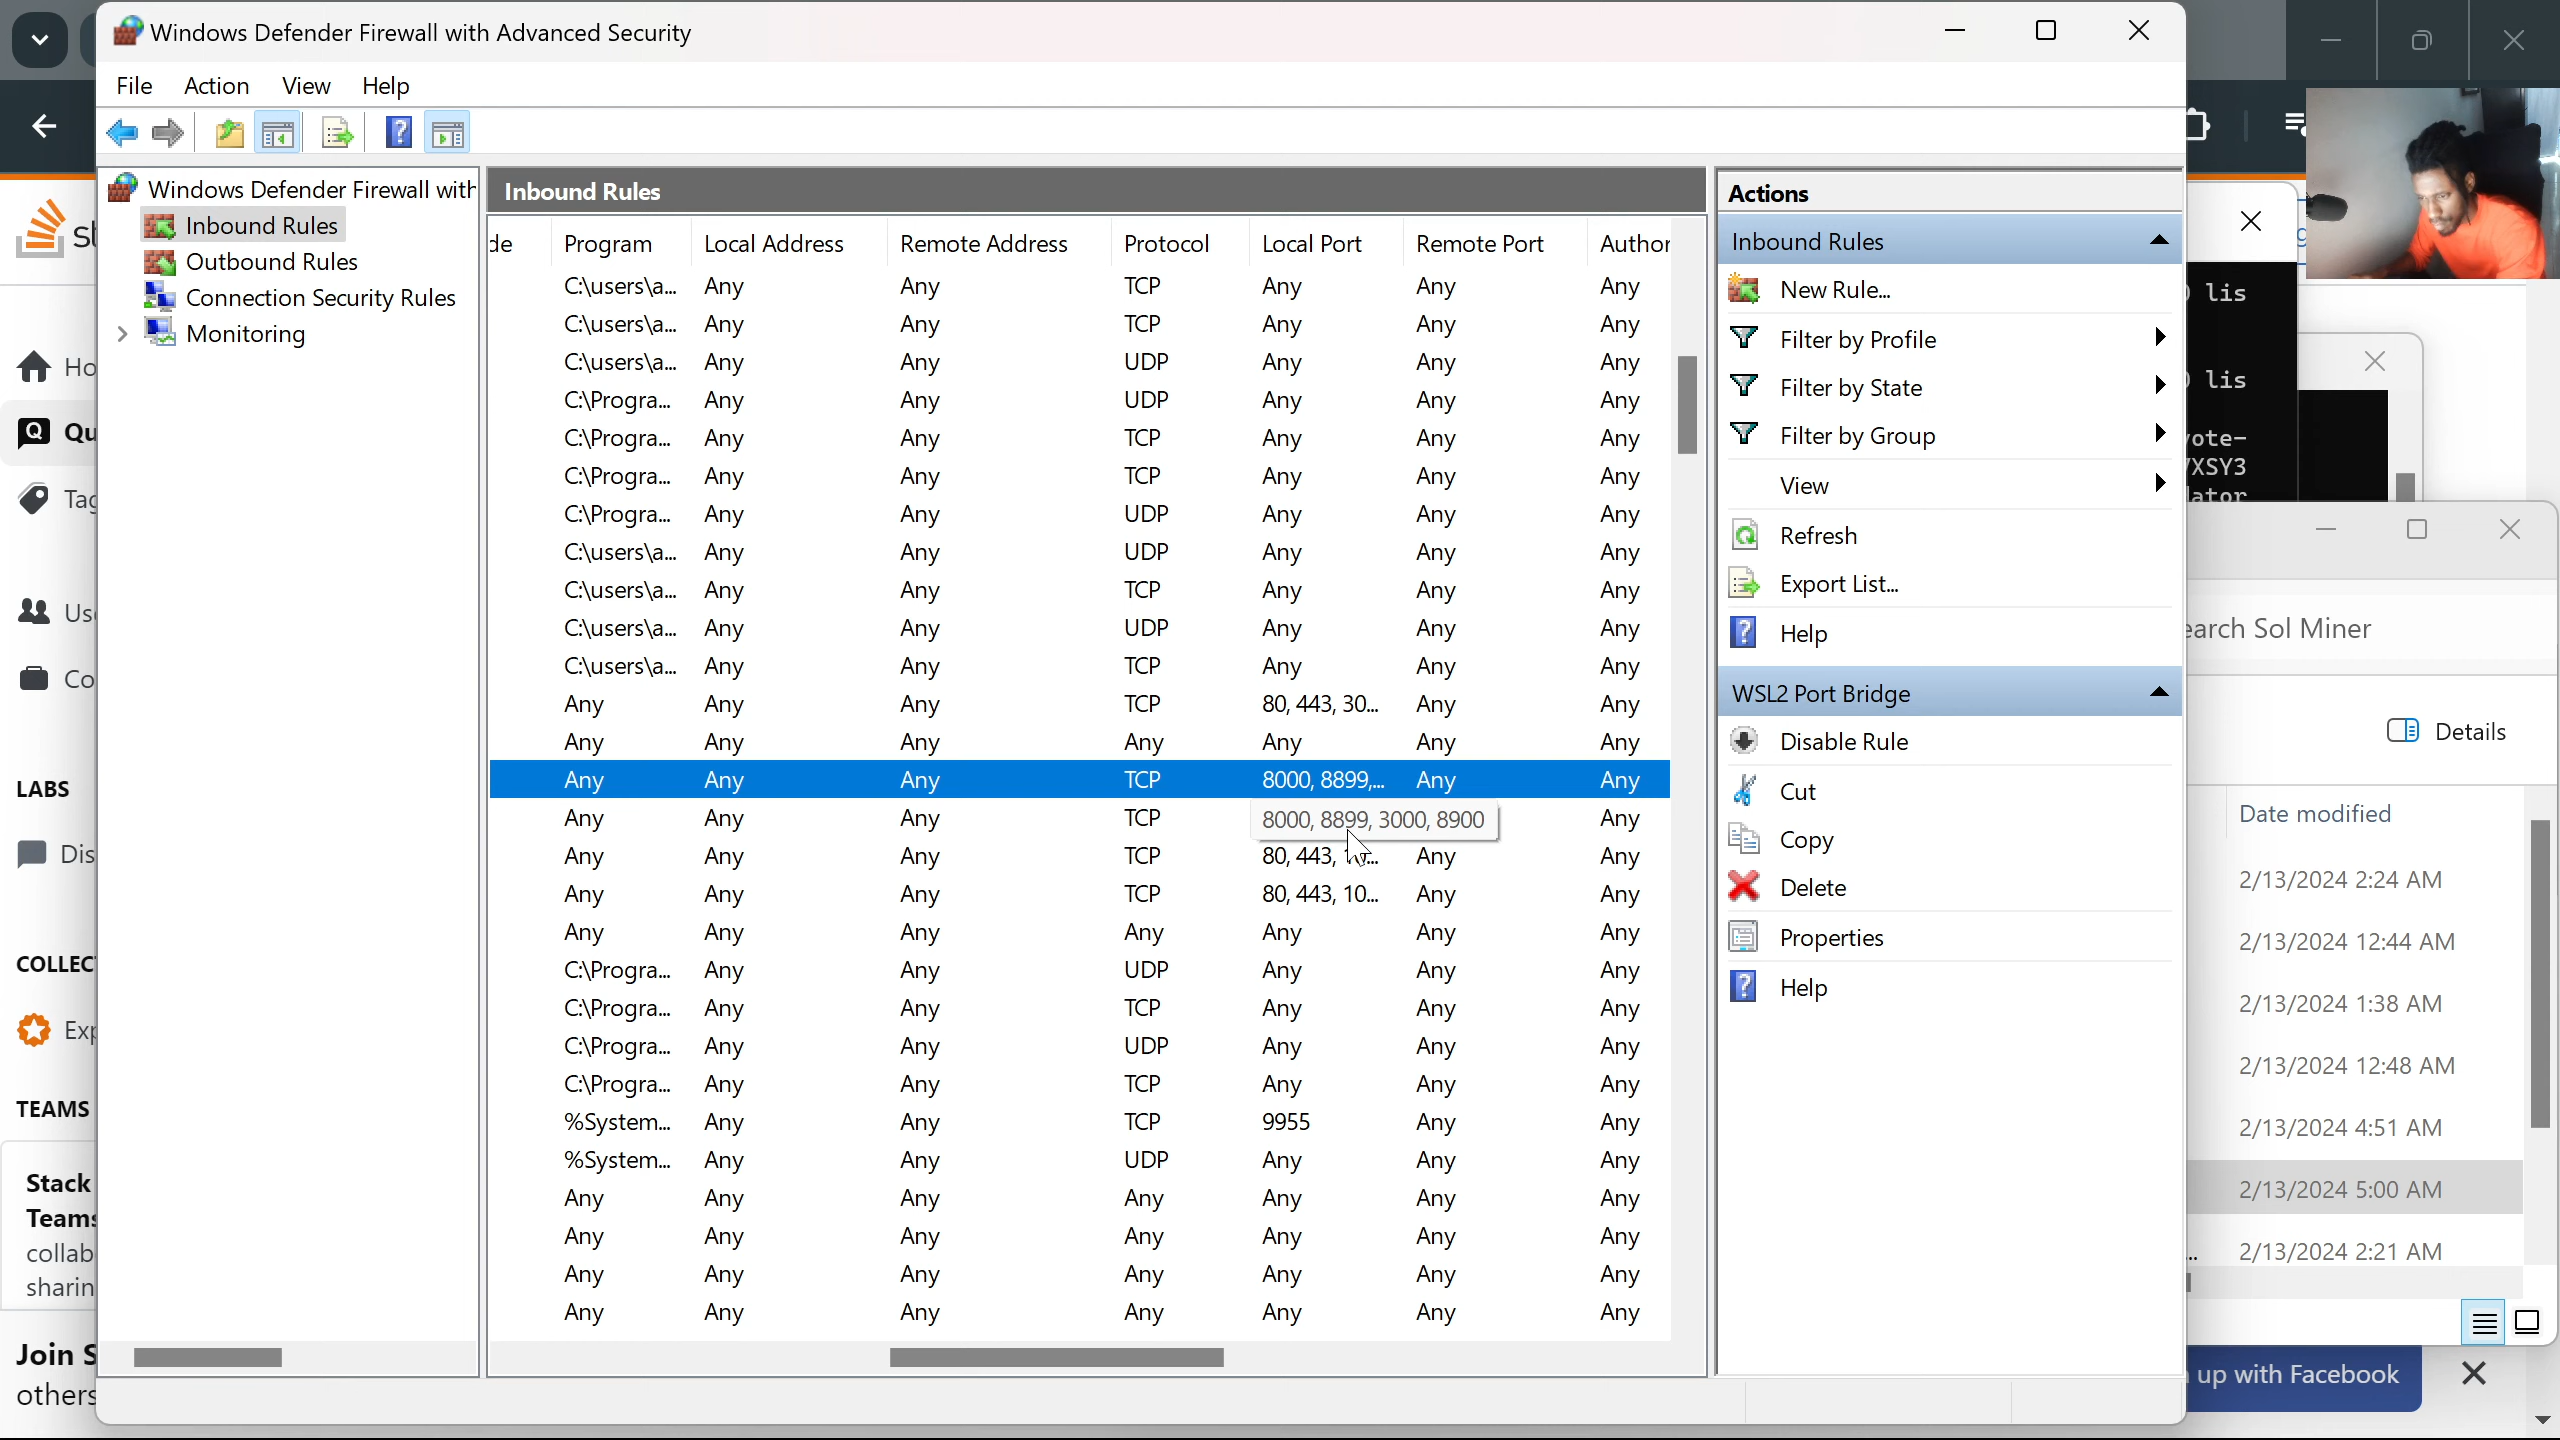 Windows Defender Firewall with Advanced Security
File Action View Help
Windows Defender Firewall with
Inbound Rules
Outbound Rules
Connection Security Rules
Monitoring
Inbound Rules
de Program Local Address Remote Address Protocol Local Port Remote Port Author
C:\users\a... Any Any TCP Any Any Any
C:\users\a... Any Any TCP Any Any Any
C:\users\a... Any Any UDP Any Any Any
C:\Progra... Any Any UDP Any Any Any
C:\Progra... Any Any TCP Any Any Any
C:\Progra... Any Any TCP Any Any Any
C:\Progra... Any Any UDP Any Any Any
C:\users\a... Any Any UDP Any Any Any
C:\users\a... Any Any TCP Any Any Any
C:\users\a... Any Any UDP Any Any Any
C:\users\a... Any Any TCP Any Any Any
Any Any Any TCP 80, 443, 30... Any Any
Any Any Any Any Any Any Any
Any Any Any TCP 8000, 8899,... Any Any
Any Any Any TCP Any
8000, 8899, 3000, 8900
Any Any Any TCP 80, 443, Any Any
Any Any Any TCP 80, 443, 10... Any Any
Any Any Any Any Any Any Any
C:\Progra... Any Any UDP Any Any Any
C:\Progra... Any Any TCP Any Any Any
C:\Progra... Any Any UDP Any Any Any
C:\Progra... Any Any TCP Any Any Any
%System... Any Any TCP 9955 Any Any
%System... Any Any UDP Any Any Any
Any Any Any Any Any Any Any
Any Any Any Any Any Any Any
Any Any Any Any Any Any Any
Any Any Any Any Any Any Any
Actions
Inbound Rules
New Rule...
Filter by Profile
Filter by State
Filter by Group
View
Refresh
Export List...
Help
WSL2 Port Bridge
Disable Rule
Cut
Copy
Delete
Properties
Help
st
Ho
Qu
Tag
Use
Co
LABS
Dis
COLLEC
Exp
TEAMS
Stack
Teams
collab
sharin
Join S
others
lis
lis
ote-
XSY3
ator
earch Sol Miner
Details
Date modified
2/13/2024 2:24 AM
2/13/2024 12:44 AM
2/13/2024 1:38 AM
2/13/2024 12:48 AM
2/13/2024 4:51 AM
2/13/2024 5:00 AM
2/13/2024 2:21 AM
up with Facebook